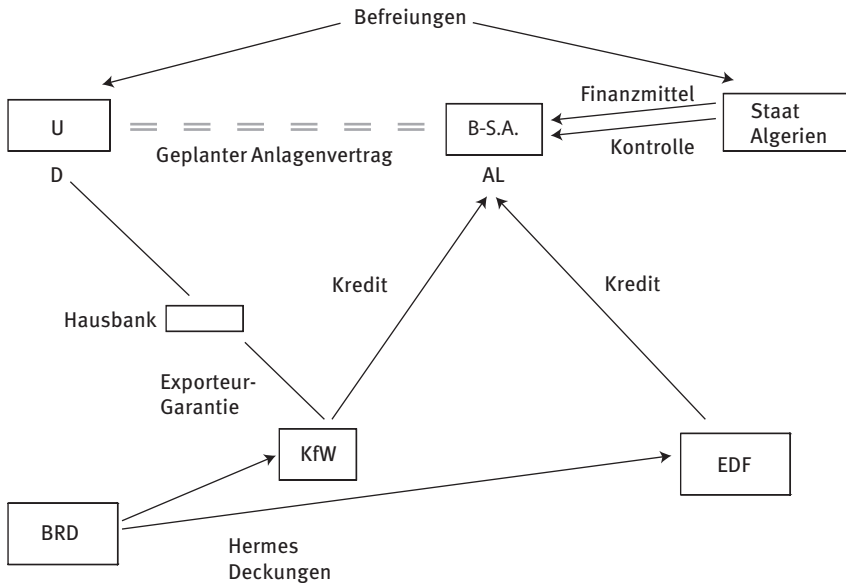 Befreiungen
U
B-S.A.
Finanzmittel
Kontrolle
Staat
Algerien
Geplanter Anlagenvertrag
D
AL
Kredit
Kredit
Hausbank
Exporteur-
Garantie
KfW
EDF
BRD
Hermes
Deckungen